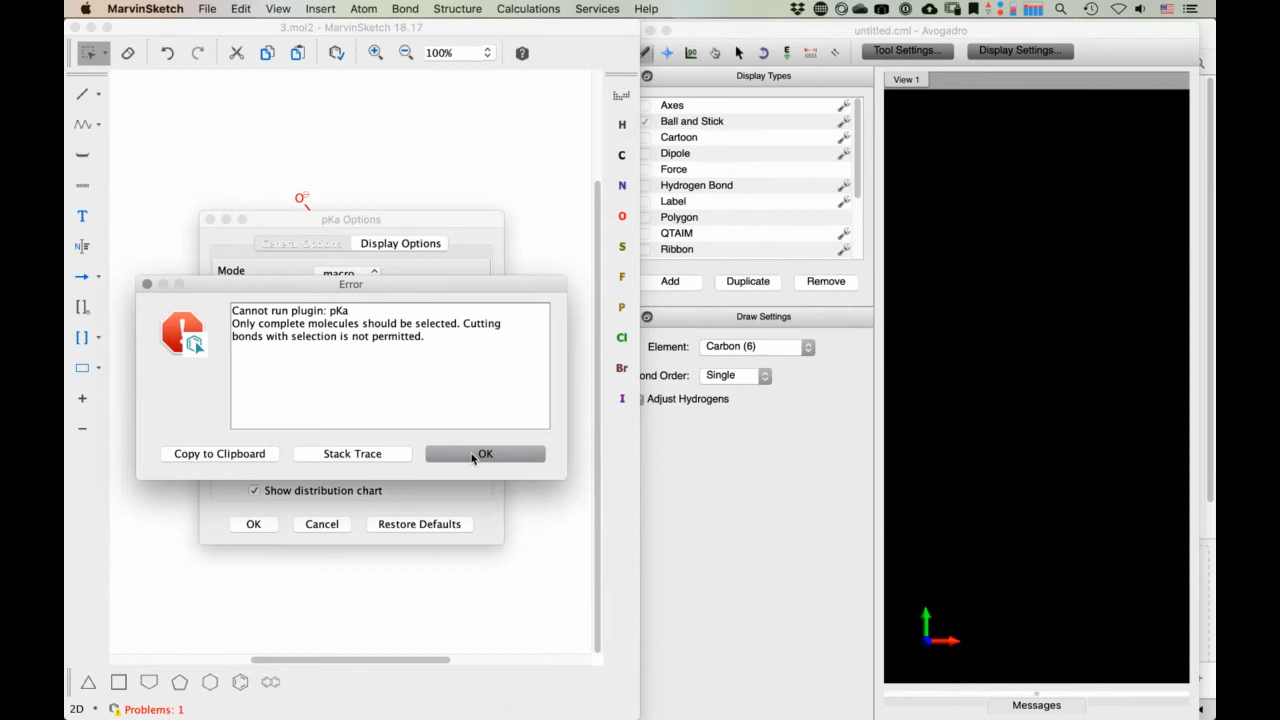 MarvinSketch File Edit View Insert Atom Bond Structure Calculations Services Help
3.mol2 - MarvinSketch 18.17
untitled.cml - Avogadro
100%
Tool Settings...
Display Settings...
Display Types
View 1
Axes
Ball and Stick
Cartoon
Dipole
Force
Hydrogen Bond
Label
Polygon
QTAIM
Ribbon
Add
Duplicate
Remove
Draw Settings
Element: Carbon (6)
ond Order: Single
Adjust Hydrogens
Messages
T
H
C
N
O
S
F
P
Cl
Br
I
O
pKa Options
General Options
Display Options
Mode
macro
Error
Cannot run plugin: pKa
Only complete molecules should be selected. Cutting
bonds with selection is not permitted.
Copy to Clipboard
Stack Trace
OK
Show distribution chart
OK
Cancel
Restore Defaults
2D * Problems: 1